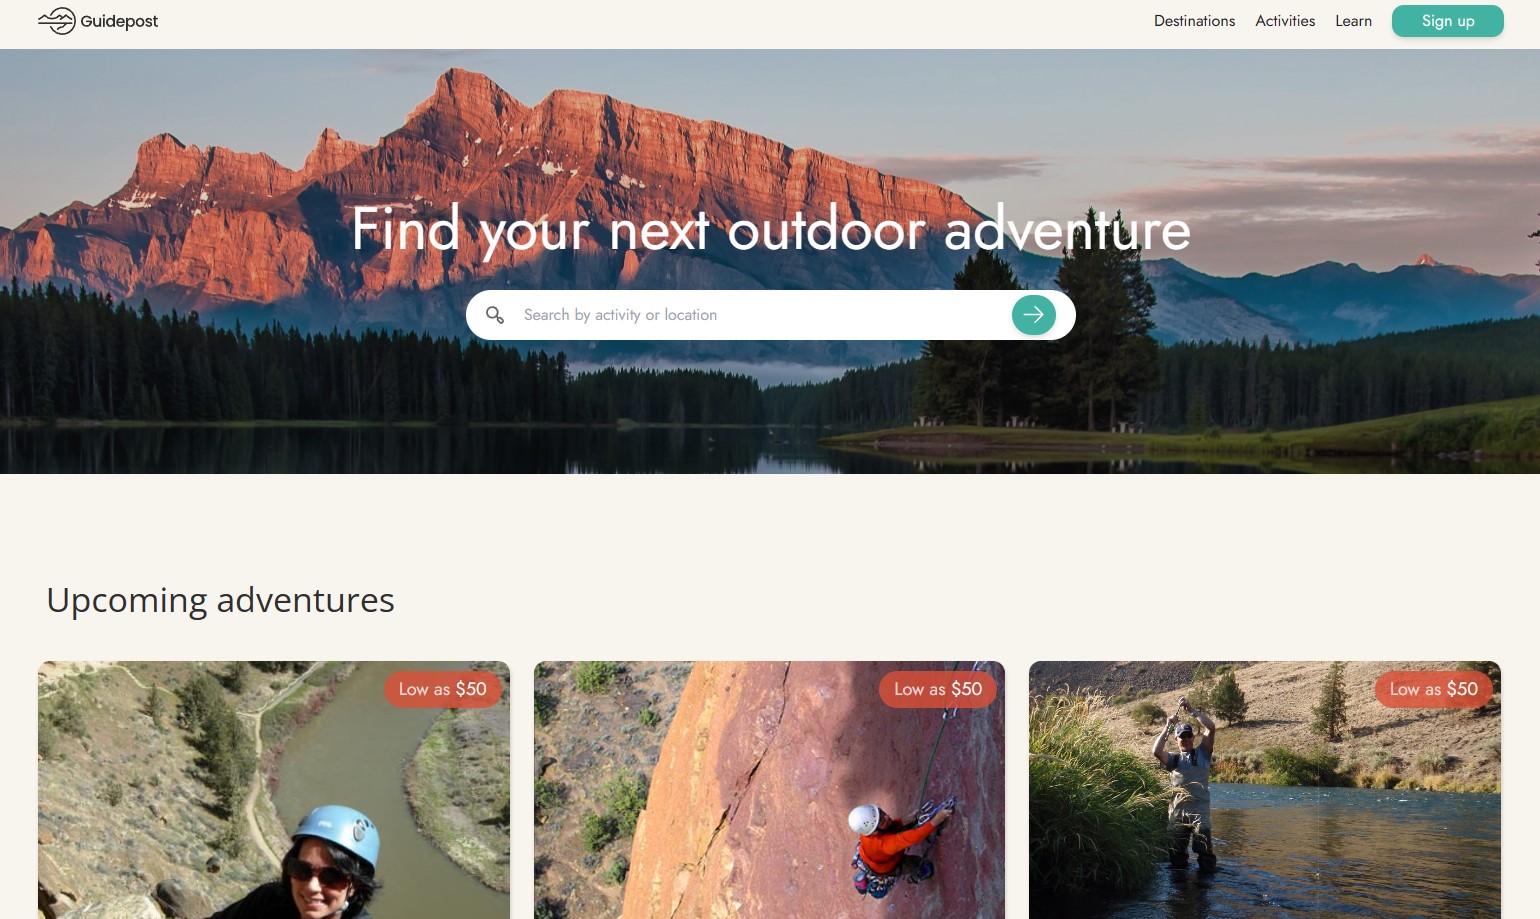 Guidepost
Destinations
Activities
Learn
Sign up
Find your next outdoor adventure
Search by activity or location
Upcoming adventures
Low as $50
Low as $50
Low as $50